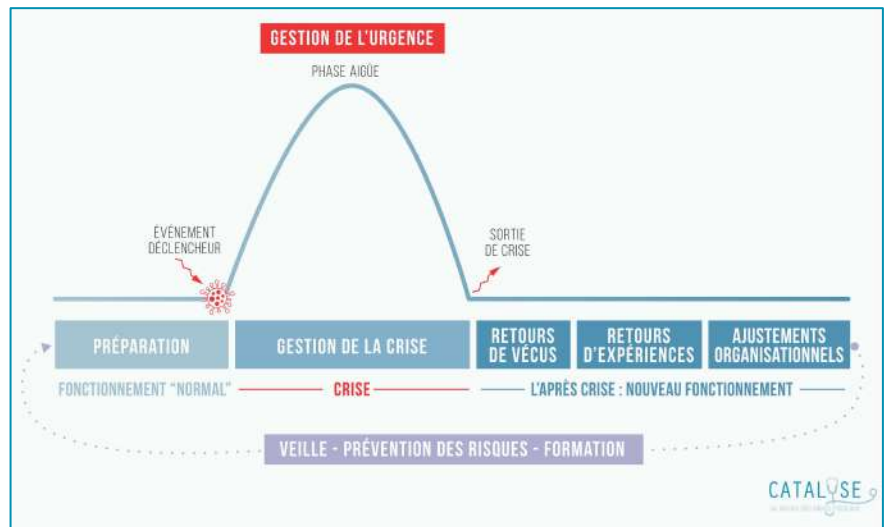 GESTION DE L'URGENCE
PHASE AIGÜE
ÉVÉNEMENT
DÉCLENCHEUR
SORTIE
DE CRISE
PRÉPARATION
GESTION DE LA CRISE
RETOURS
DE VÉCUS
RETOURS
D'EXPÉRIENCES
AJUSTEMENTS
ORGANISATIONNELS
FONCTIONNEMENT "NORMAL"
CRISE
L'APRÈS CRISE : NOUVEAU FONCTIONNEMENT
VEILLE - PRÉVENTION DES RISQUES - FORMATION
CATALYSE